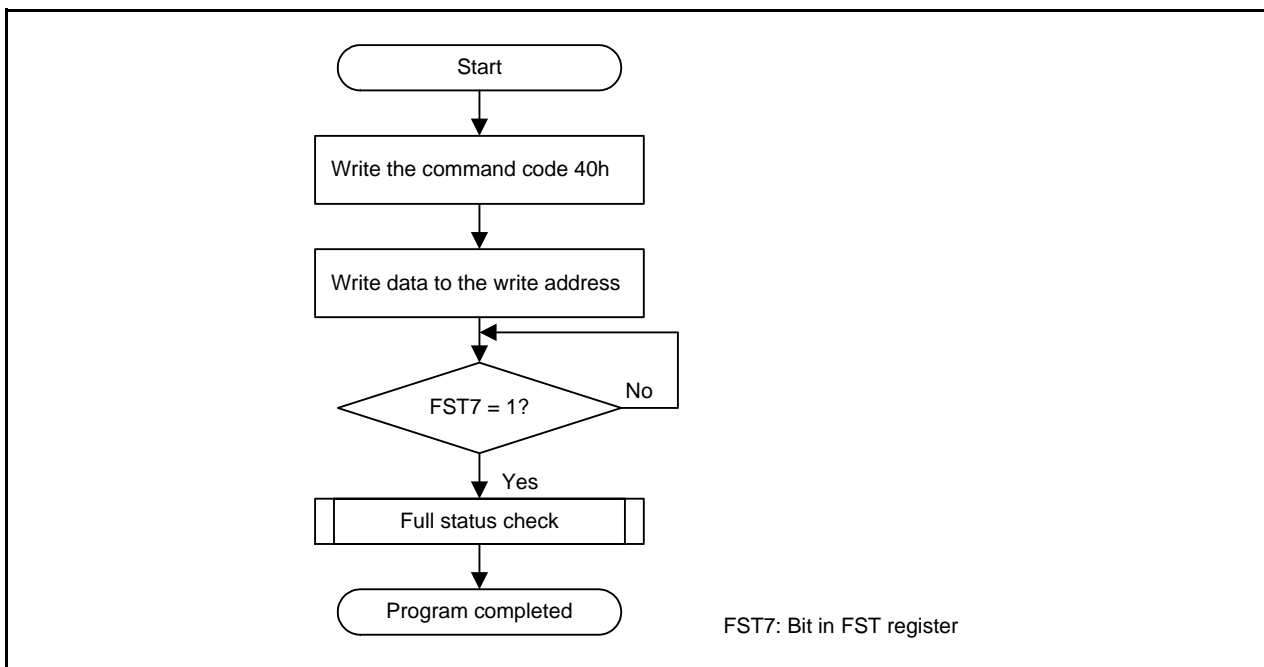 Start
Write the command code 40h
Write data to the write address
FST7 = 1?
No
Yes
Full status check
Program completed
FST7: Bit in FST register